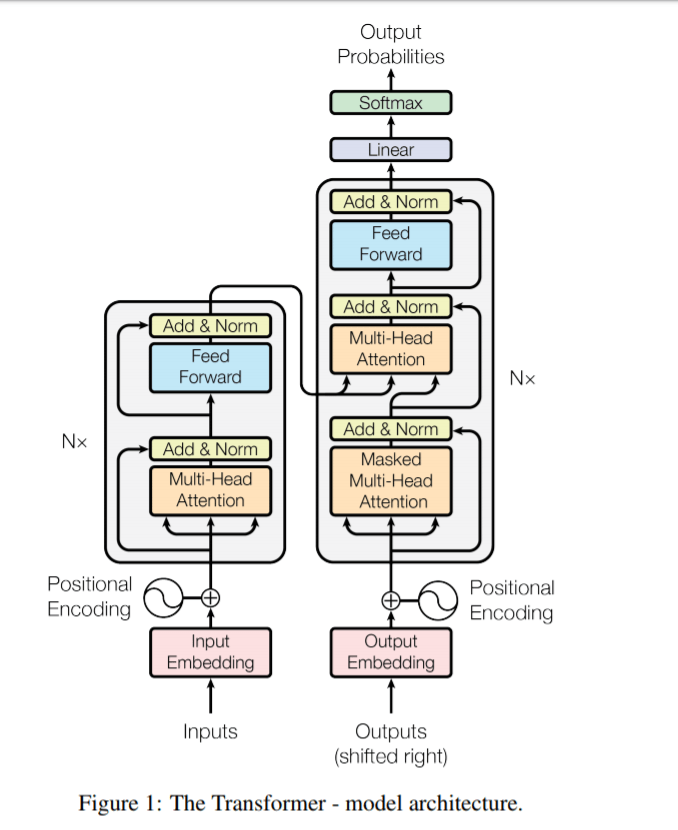 Output
Probabilities
Softmax
Linear
Add & Norm
Feed
Forward
Add & Norm
Multi-Head
Attention
Add & Norm
Masked
Multi-Head
Attention
Nx
Add & Norm
Feed
Forward
Nx
Add & Norm
Multi-Head
Attention
Positional
Encoding
Positional
Encoding
Input
Embedding
Output
Embedding
Inputs
Outputs
(shifted right)
Figure 1: The Transformer - model architecture.